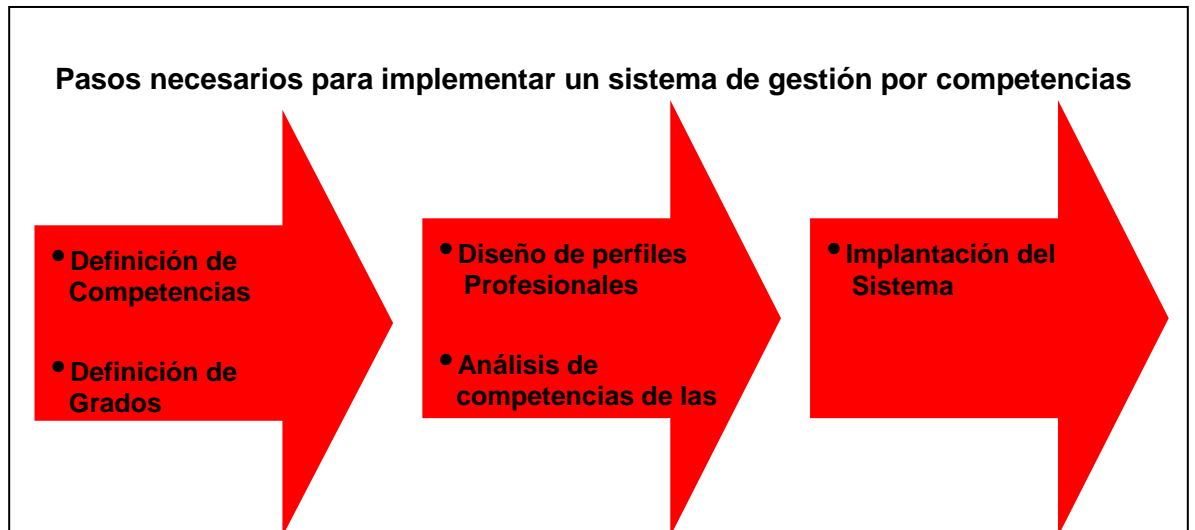 Pasos necesarios para implementar un sistema de gestión por competencias
• Definición de
Competencias
• Definición de
Grados
• Diseño de perfiles
Profesionales
• Análisis de
competencias de las
• Implantación del
Sistema